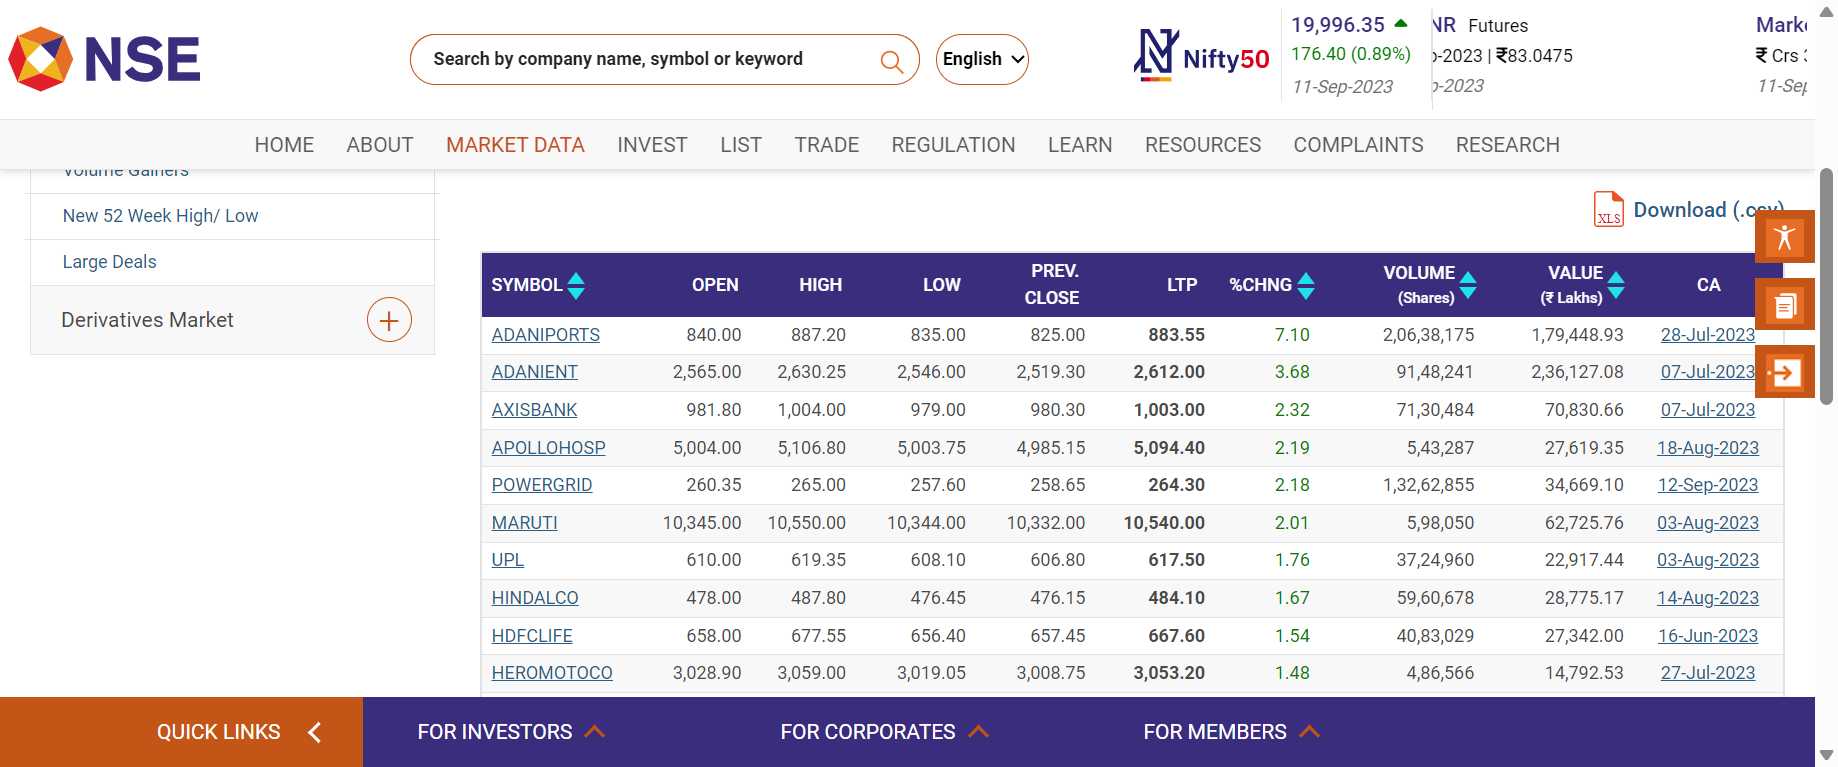 NSE
Search by company name, symbol or keyword
English
Nifty50
19,996.35
176.40 (0.89%)
11-Sep-2023
NR Futures
-2023 | ₹83.0475
-2023
Marke
₹ Crs
11-Sep
HOME ABOUT MARKET DATA INVEST LIST TRADE REGULATION LEARN RESOURCES COMPLAINTS RESEARCH
Volume Gainers
New 52 Week High/ Low
Large Deals
Derivatives Market
XLS Download (.csv)
SYMBOL OPEN HIGH LOW PREV. CLOSE LTP %CHNG VOLUME (Shares) VALUE (₹ Lakhs) CA
ADANIPORTS 840.00 887.20 835.00 825.00 883.55 7.10 2,06,38,175 1,79,448.93 28-Jul-2023
ADANIENT 2,565.00 2,630.25 2,546.00 2,519.30 2,612.00 3.68 91,48,241 2,36,127.08 07-Jul-2023
AXISBANK 981.80 1,004.00 979.00 980.30 1,003.00 2.32 71,30,484 70,830.66 07-Jul-2023
APOLLOHOSP 5,004.00 5,106.80 5,003.75 4,985.15 5,094.40 2.19 5,43,287 27,619.35 18-Aug-2023
POWERGRID 260.35 265.00 257.60 258.65 264.30 2.18 1,32,62,855 34,669.10 12-Sep-2023
MARUTI 10,345.00 10,550.00 10,344.00 10,332.00 10,540.00 2.01 5,98,050 62,725.76 03-Aug-2023
UPL 610.00 619.35 608.10 606.80 617.50 1.76 37,24,960 22,917.44 03-Aug-2023
HINDALCO 478.00 487.80 476.45 476.15 484.10 1.67 59,60,678 28,775.17 14-Aug-2023
HDFCLIFE 658.00 677.55 656.40 657.45 667.60 1.54 40,83,029 27,342.00 16-Jun-2023
HEROMOTOCO 3,028.90 3,059.00 3,019.05 3,008.75 3,053.20 1.48 4,86,566 14,792.53 27-Jul-2023
QUICK LINKS FOR INVESTORS FOR CORPORATES FOR MEMBERS